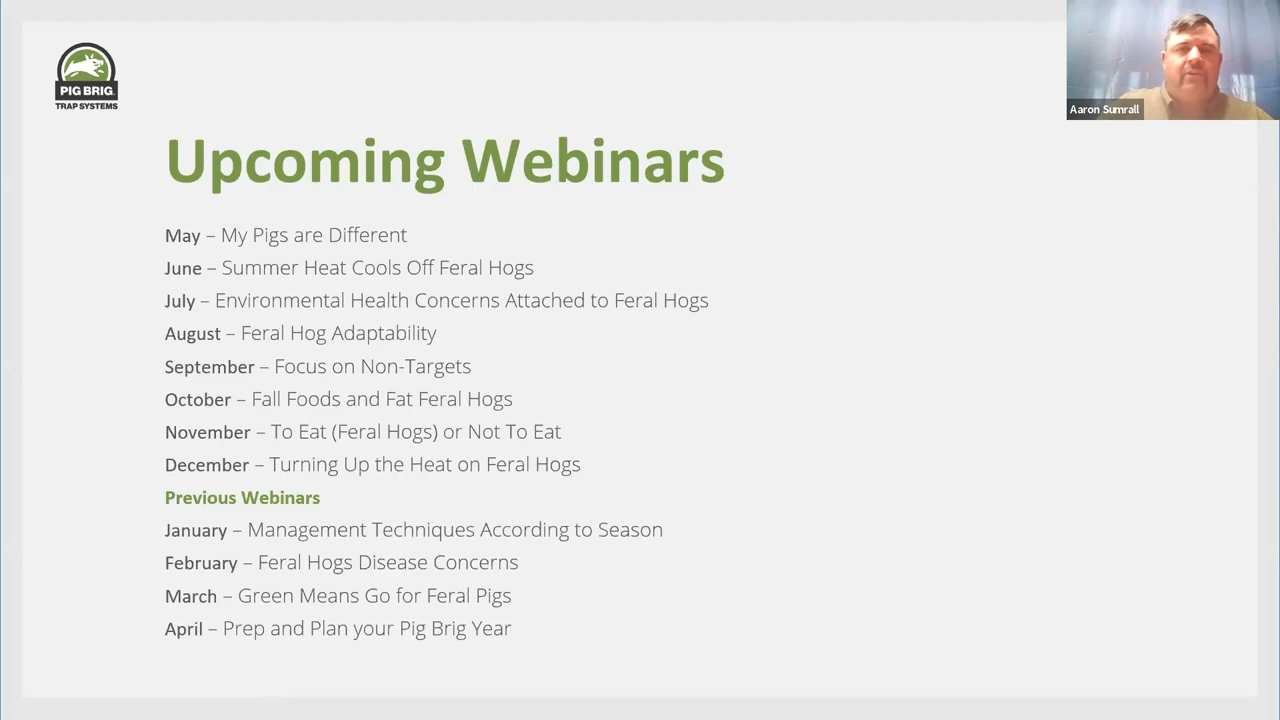 PIG BRIG
TRAP SYSTEMS
Aaron Sumrall
Upcoming Webinars
May – My Pigs are Different
June – Summer Heat Cools Off Feral Hogs
July – Environmental Health Concerns Attached to Feral Hogs
August – Feral Hog Adaptability
September – Focus on Non-Targets
October – Fall Foods and Fat Feral Hogs
November – To Eat (Feral Hogs) or Not To Eat
December – Turning Up the Heat on Feral Hogs
Previous Webinars
January – Management Techniques According to Season
February – Feral Hogs Disease Concerns
March – Green Means Go for Feral Pigs
April – Prep and Plan your Pig Brig Year